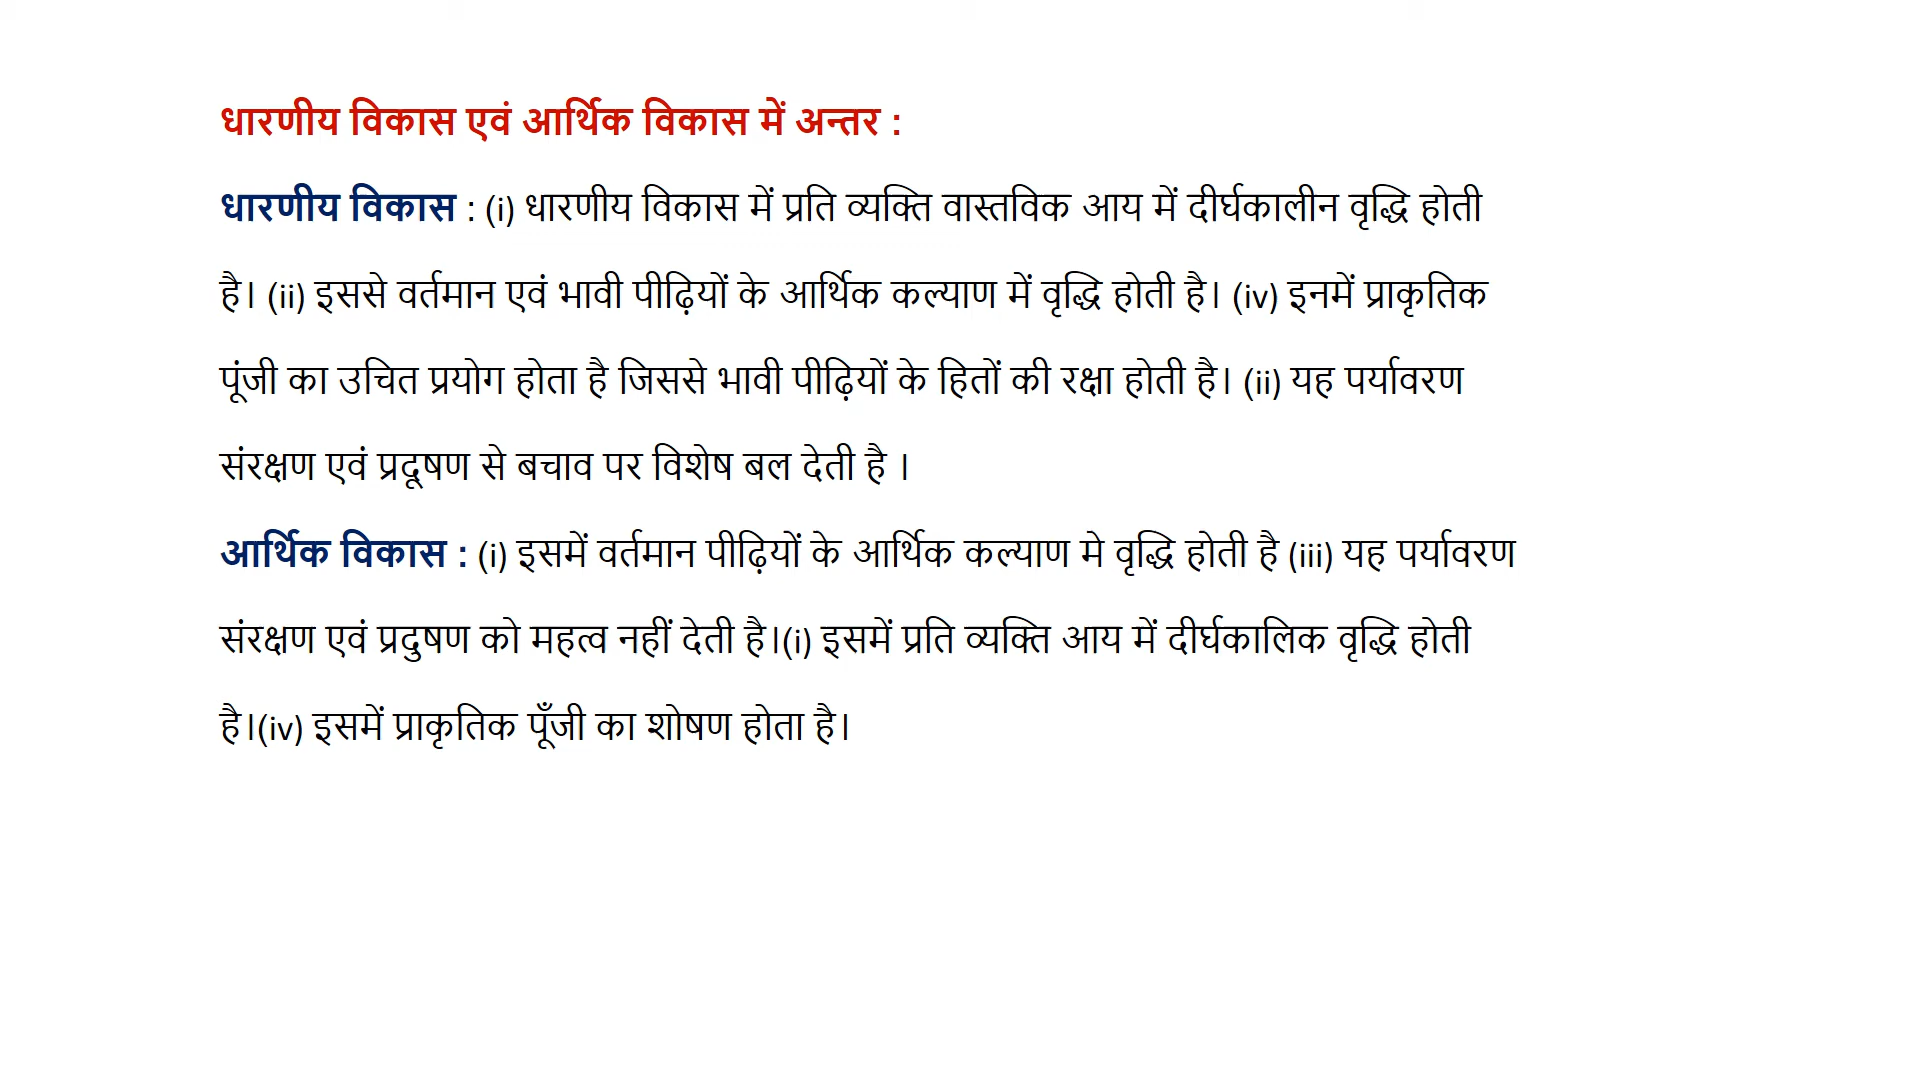 धारणीय विकास एवं आर्थिक विकास में अन्तर :
धारणीय विकास : (i) धारणीय विकास में प्रति व्यक्ति वास्तविक आय में दीर्घकालीन वृद्धि होती
है। (ii) इससे वर्तमान एवं भावी पीढ़ियों के आर्थिक कल्याण में वृद्धि होती है। (iv) इनमें प्राकृतिक
पूंजी का उचित प्रयोग होता है जिससे भावी पीढ़ियों के हितों की रक्षा होती है। (ii) यह पर्यावरण
संरक्षण एवं प्रदूषण से बचाव पर विशेष बल देती है ।
आर्थिक विकास : (i) इसमें वर्तमान पीढ़ियों के आर्थिक कल्याण मे वृद्धि होती है (iii) यह पर्यावरण
संरक्षण एवं प्रदुषण को महत्व नहीं देती है।(i) इसमें प्रति व्यक्ति आय में दीर्घकालिक वृद्धि होती
है।(iv) इसमें प्राकृतिक पूँजी का शोषण होता है।